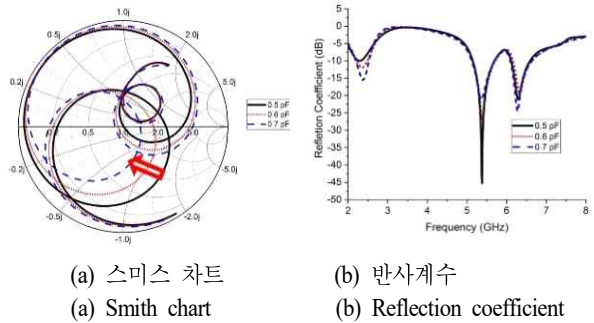 1.0j
0.5j
2.0j
0.2j
5.0j
0.2
0.5
1.0
2.0
5.0
-0.2j
-5.0j
-0.5j
-2.0j
-1.0j
0.5 pF
0.6 pF
0.7 pF
5
0
-5
-10
-15
-20
-25
-30
-35
-40
-45
-50
Refletion Coefficient (dB)
0.5 pF
0.6 pF
0.7 pF
2 3 4 5 6 7 8
Frequency (GHz)
(a) 스미스 차트
(b) 반사계수
(a) Smith chart
(b) Reflection coefficient